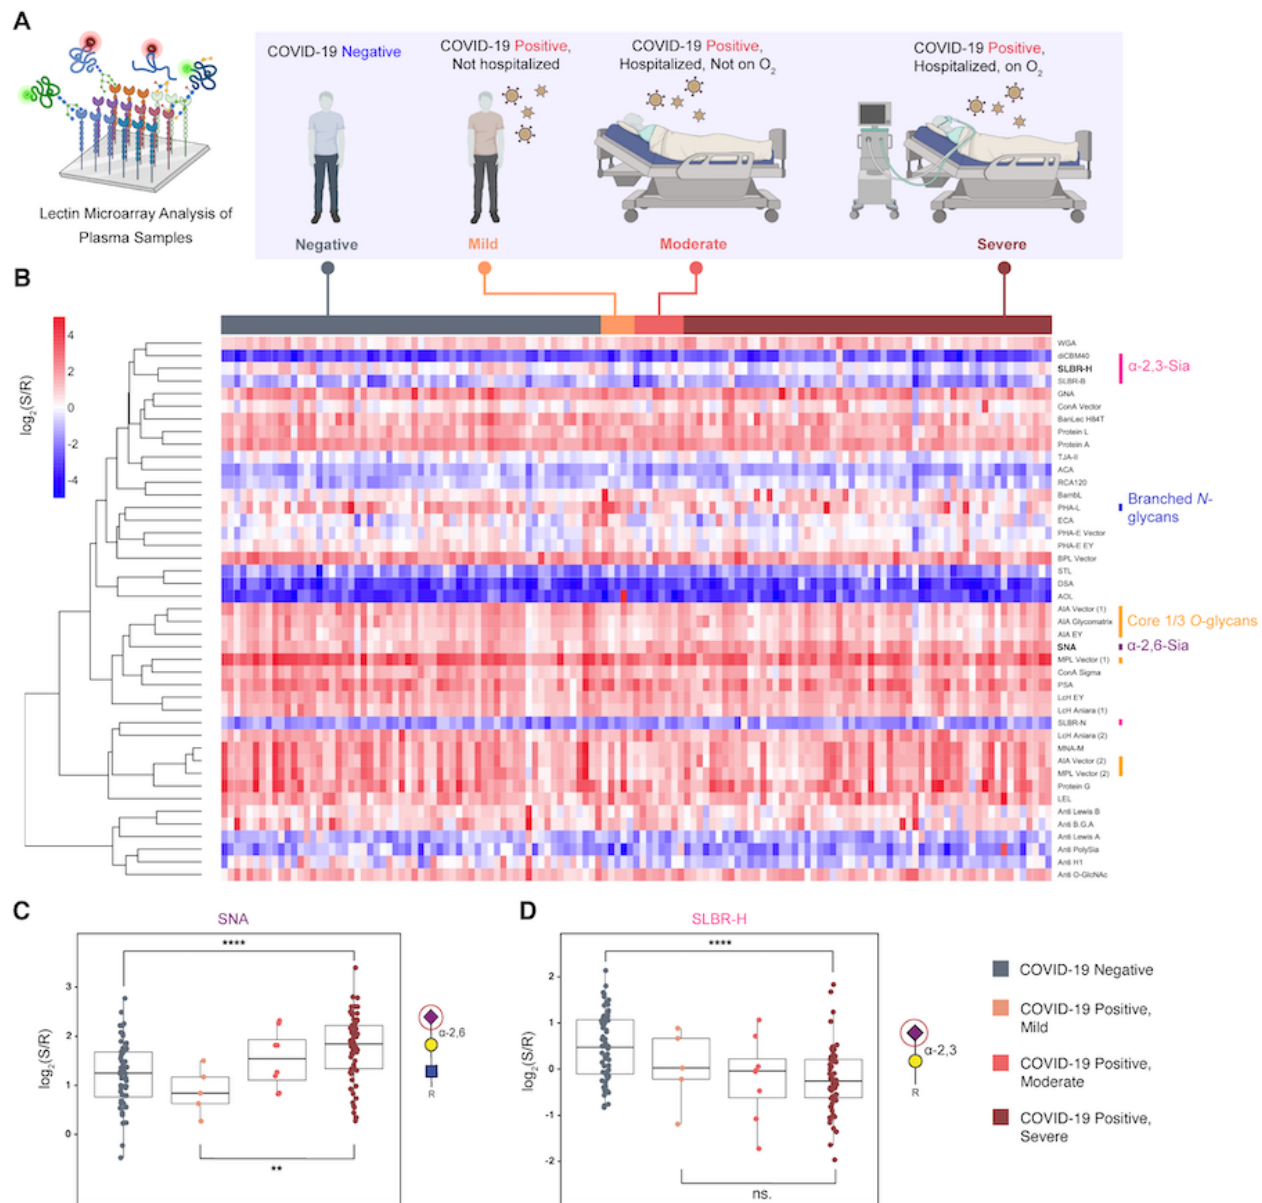 A
COVID-19 Negative
COVID-19 Positive,
Not hospitalized
COVID-19 Positive,
Hospitalized, Not on O2
COVID-19 Positive,
Hospitalized, on O2
Lectin Microarray Analysis of
Plasma Samples
Negative
Mild
Moderate
Severe
B
4
2
0
-2
-4
log2(S/R)
WGA
diCBM40
SLBR-H
SLBR-B
GNA
ConA Vector
BanLec H84T
Protein L
Protein A
TJA-II
ACA
RCA120
BambL
PHA-L
ECA
PHA-E Vector
PHA-E EY
BPL Vector
STL
DSA
AOL
AIA Vector (1)
AIA Glycomatrix
AIA EY
SNA
MPL Vector (1)
ConA Sigma
PSA
LcH EY
LcH Aniara (1)
SLBR-N
LcH Aniara (2)
MNA-M
AIA Vector (2)
MPL Vector (2)
Protein G
LEL
Anti Lewis B
Anti B.G.A
Anti Lewis A
Anti PolySia
Anti H1
Anti O-GlcNAc
α-2,3-Sia
Branched N-
glycans
Core 1/3 O-glycans
α-2,6-Sia
C
SNA
****
3
2
1
0
log2(S/R)
**
α-2,6
R
D
SLBR-H
****
2
1
0
-1
-2
log2(S/R)
ns.
α-2,3
R
COVID-19 Negative
COVID-19 Positive,
Mild
COVID-19 Positive,
Moderate
COVID-19 Positive,
Severe